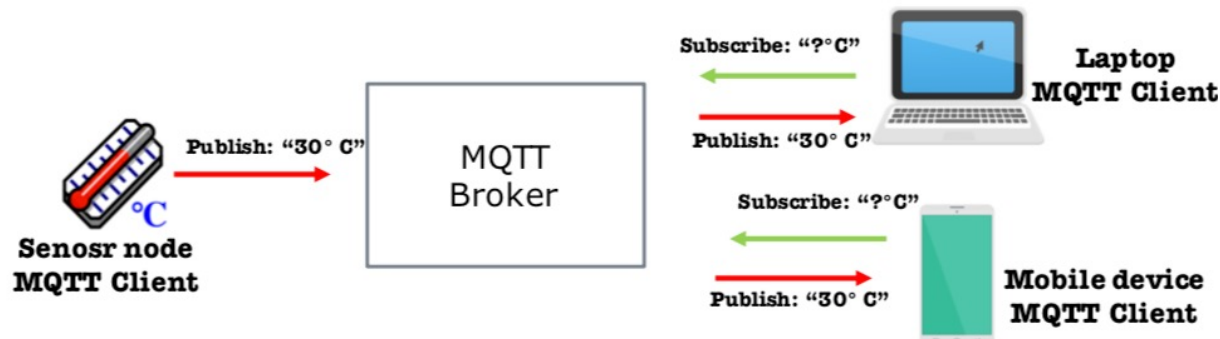 Publish: “30° C”
°C
Senosr node
MQTT Client
MQTT
Broker
Subscribe: “?°C”
Publish: “30° C”
Laptop
MQTT Client
Subscribe: “?°C”
Publish: “30° C”
Mobile device
MQTT Client